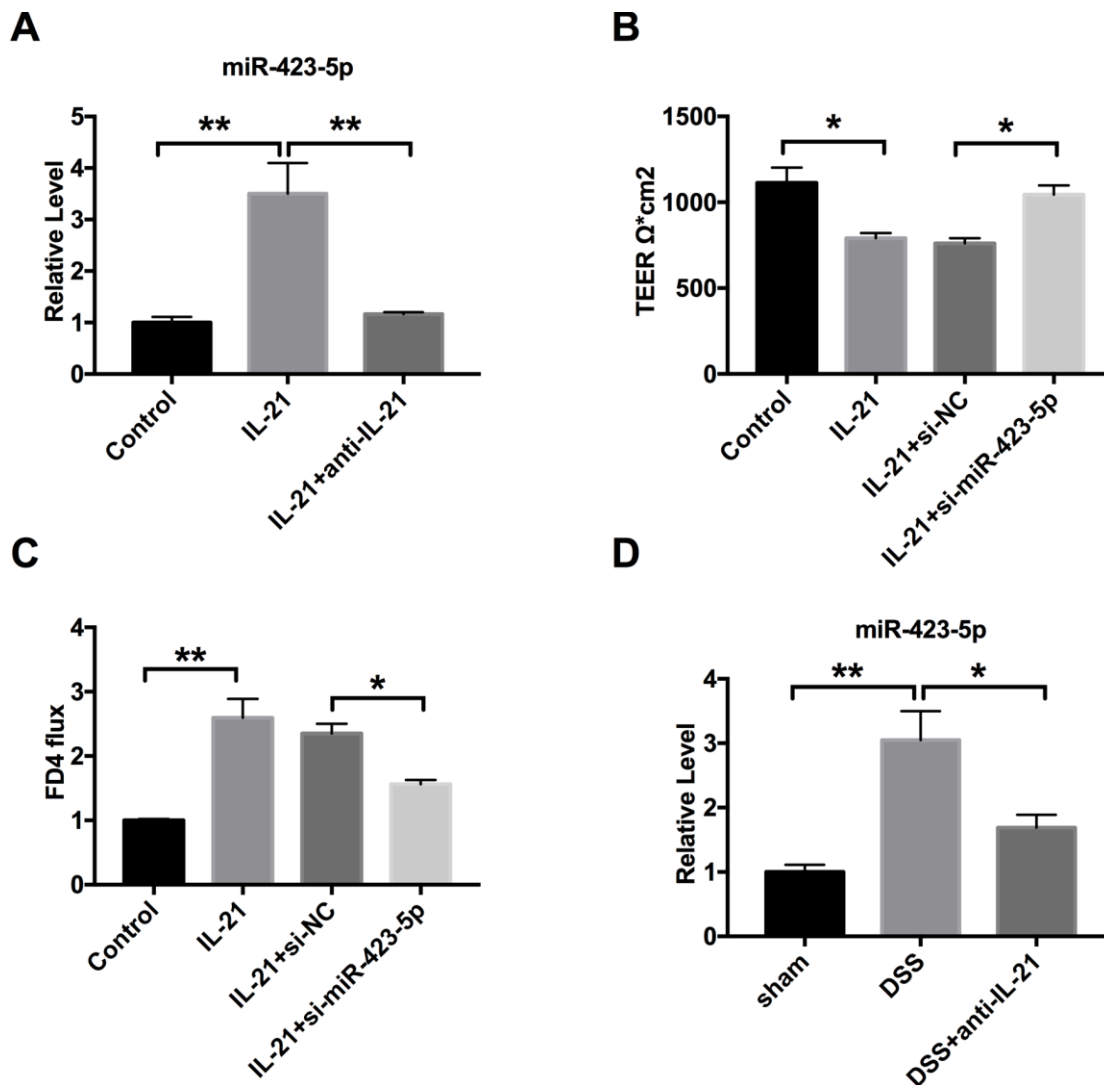 A
miR-423-5p
Relative Level
5
4
3
2
1
0
**
**
Control
IL-21
IL-21+anti-IL-21
B
TEER Ω*cm2
1500
1000
500
0
*
*
Control
IL-21
IL-21+si-NC
IL-21+si-miR-423-5p
C
FD4 flux
4
3
2
1
0
**
*
Control
IL-21
IL-21+si-NC
IL-21+si-miR-423-5p
D
miR-423-5p
Relative Level
4
3
2
1
0
**
*
sham
DSS
DSS+anti-IL-21